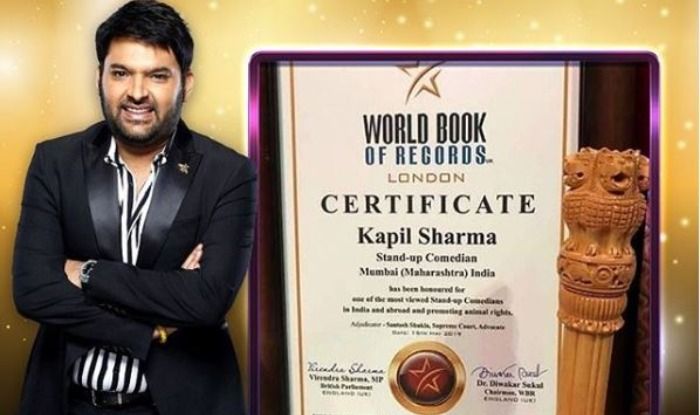 WORLD BOOK
OF RECORDS
LONDON
CERTIFICATE
Kapil Sharma
Stand-up Comedian
Mumbai (Maharashtra) India
has been honoured for
one of the most viewed Stand-up Comedians
in India and abroad and promoting animal rights.
Adjudicator - Santosh Shukla, Supreme Court, Advocate
Virendra Sharma
Virendra Sharma, MP
British Parliament
ENGLAND (UK)
Dr. Diwakar Sukul
Chairman, WBR
ENGLAND (UK)